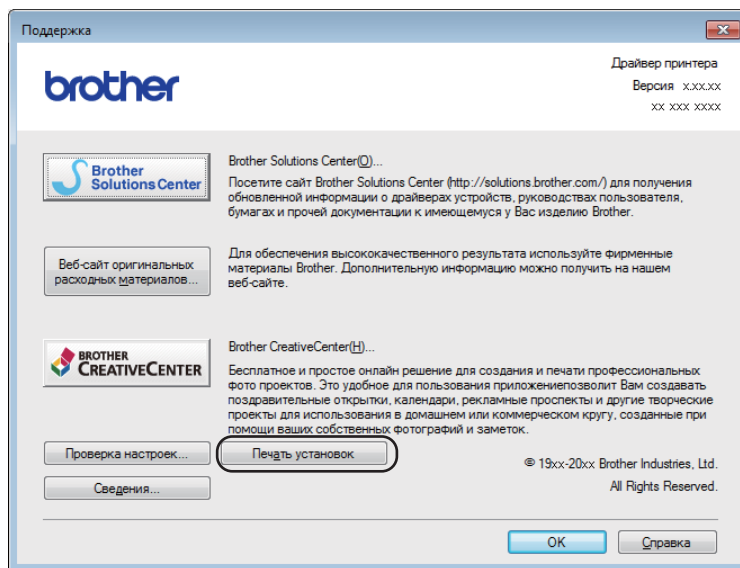 Поддержка
brother
Драйвер принтера
Версия x.xx.xx
xx xxx xxxx
Brother
Solutions Center
Brother Solutions Center(O)...
Посетите сайт Brother Solutions Center (http://solutions.brother.com/) для получения
обновленной информации о драйверах устройств, руководствах пользователя,
бумагах и прочей документации к имеющемуся у Вас изделию Brother.
Веб-сайт оригинальных
расходных материалов...
Для обеспечения высококачественного результата используйте фирменные
материалы Brother. Дополнительную информацию можно получить на нашем
веб-сайте.
BROTHER
CREATIVECENTER
Brother CreativeCenter(H)...
Бесплатное и простое онлайн решение для создания и печати профессиональных
фото проектов. Это удобное для пользования приложениепозволит Вам создавать
поздравительные открытки, календари, рекламные проспекты и другие творческие
проекты для использования в домашнем или коммерческом кругу, созданные при
помощи ваших собственных фотографий и заметок.
Проверка настроек...
Печать установок
© 19xx-20xx Brother Industries, Ltd.
Сведения...
All Rights Reserved.
OK
Справка